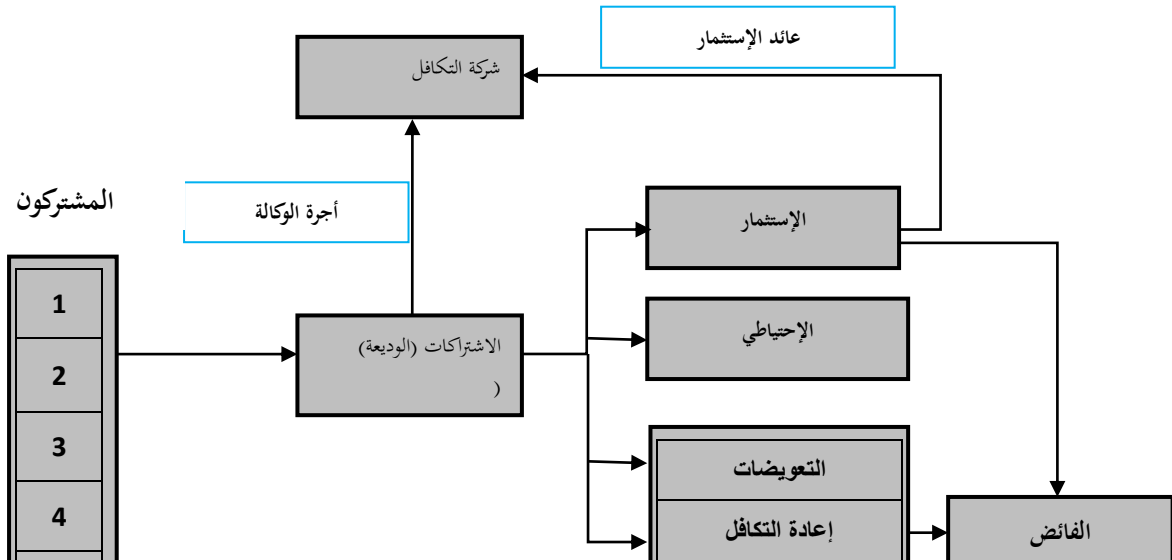 عائد الإستثمار
شركة التكافل
المشتركون
أجرة الوكالة
الإستثمار
1
الإحتياطي
الاشتراكات (الوديعة)
(
2
3
التعويضات
4
إعادة التكافل
الفائض